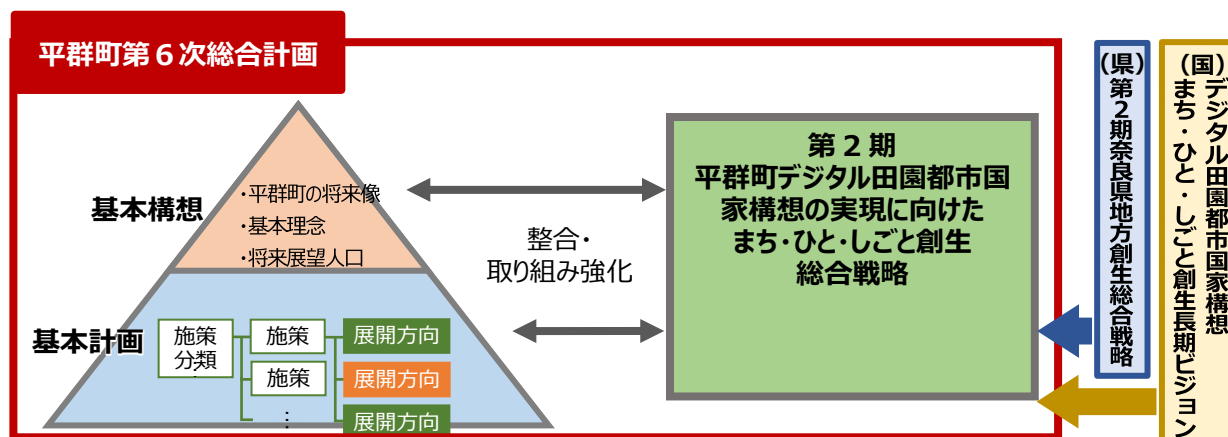 平群町第６次総合計画
基本構想
・平群町の将来像
・基本理念
・将来展望人口
基本計画
施策
分類
施策
施策
⋮
展開方向
展開方向
展開方向
整合・
取り組み強化
第２期
平群町デジタル田園都市国
家構想の実現に向けた
まち・ひと・しごと創生
総合戦略
（県）第２期奈良県地方創生総合戦略
（国）
デジタル田園都市国家構想
まち・ひと・しごと創生長期ビジョン